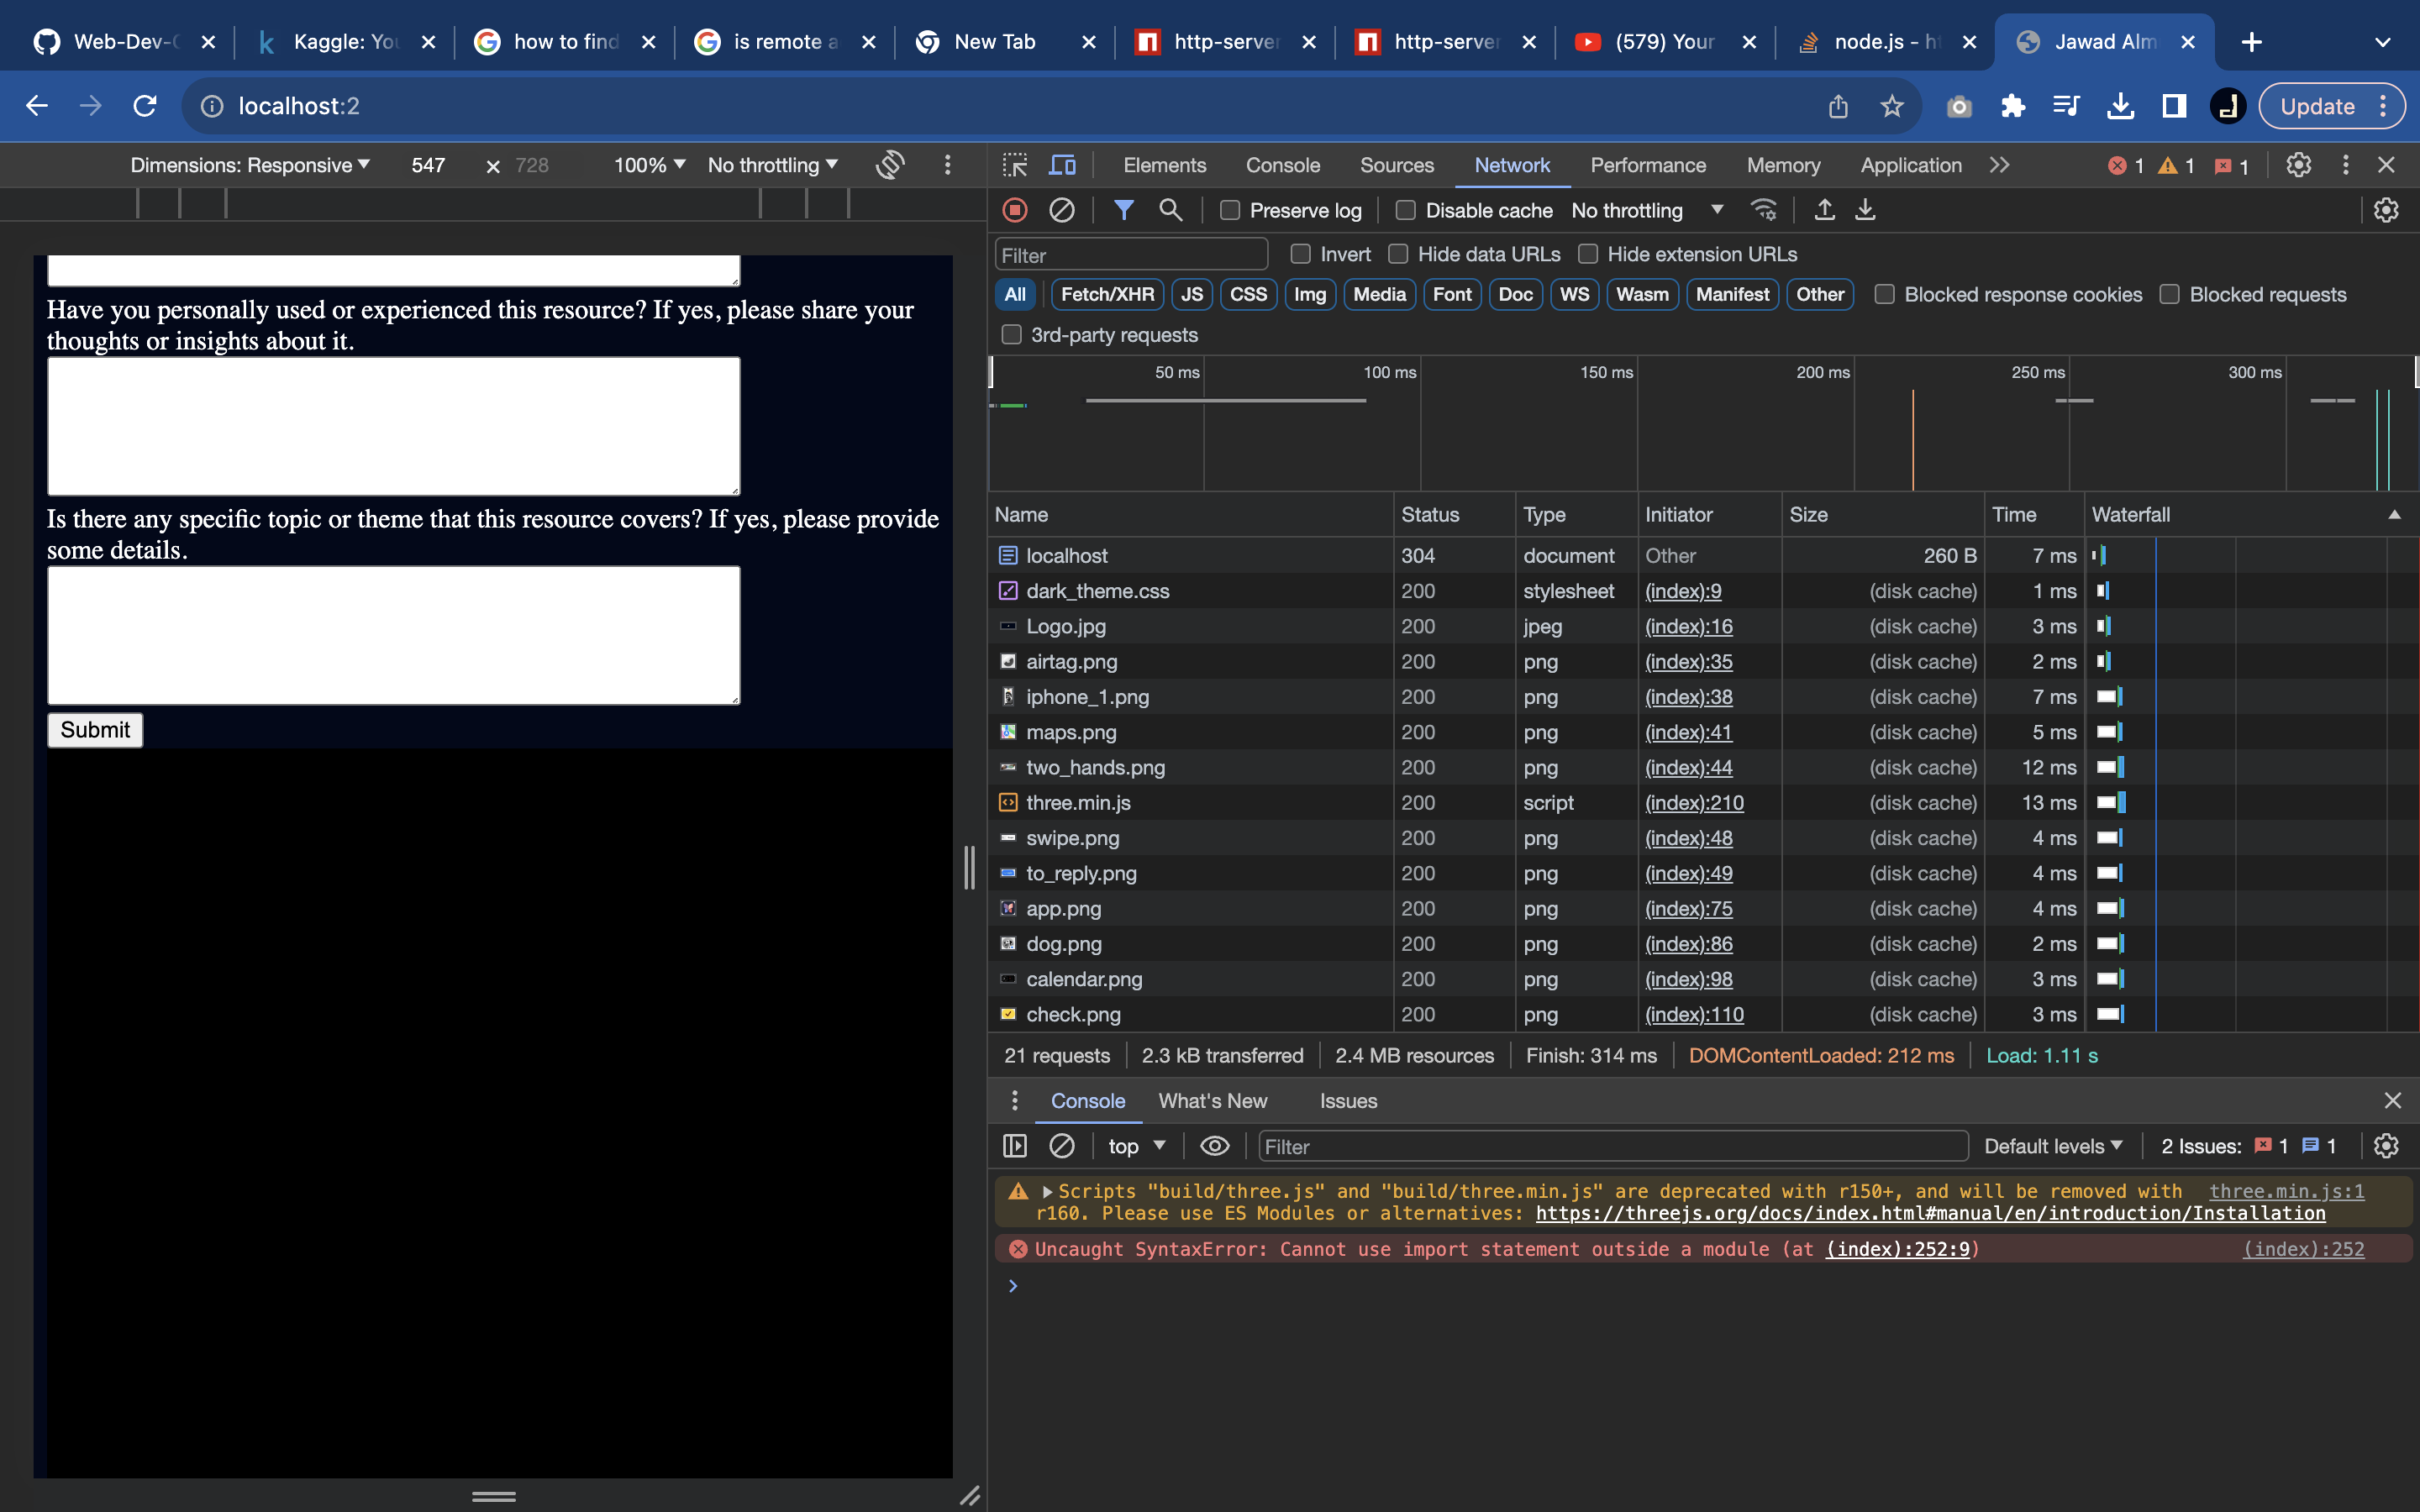 Web-Dev-C
Kaggle: You
how to find
is remote a
New Tab
http-server
http-server
(579) Your
node.js - ht
Jawad Alm
localhost:2
Update
Dimensions: Responsive 547 728 100% No throttling
Elements Console Sources Network Performance Memory Application 1 1 1
Preserve log Disable cache No throttling
Filter Invert Hide data URLs Hide extension URLs
All Fetch/XHR JS CSS Img Media Font Doc WS Wasm Manifest Other Blocked response cookies Blocked requests
3rd-party requests
50 ms 100 ms 150 ms 200 ms 250 ms 300 ms
Have you personally used or experienced this resource? If yes, please share your
thoughts or insights about it.
Is there any specific topic or theme that this resource covers? If yes, please provide
some details.
Submit
Name Status Type Initiator Size Time Waterfall
localhost 304 document Other 260 B 7 ms
dark_theme.css 200 stylesheet (index):9 (disk cache) 1 ms
Logo.jpg 200 jpeg (index):16 (disk cache) 3 ms
airtag.png 200 png (index):35 (disk cache) 2 ms
iphone_1.png 200 png (index):38 (disk cache) 7 ms
maps.png 200 png (index):41 (disk cache) 5 ms
two_hands.png 200 png (index):44 (disk cache) 12 ms
three.min.js 200 script (index):210 (disk cache) 13 ms
swipe.png 200 png (index):48 (disk cache) 4 ms
to_reply.png 200 png (index):49 (disk cache) 4 ms
app.png 200 png (index):75 (disk cache) 4 ms
dog.png 200 png (index):86 (disk cache) 2 ms
calendar.png 200 png (index):98 (disk cache) 3 ms
check.png 200 png (index):110 (disk cache) 3 ms
21 requests 2.3 kB transferred 2.4 MB resources Finish: 314 ms DOMContentLoaded: 212 ms Load: 1.11 s
Console What's New Issues
top Filter Default levels 2 Issues: 1 1
Scripts "build/three.js" and "build/three.min.js" are deprecated with r150+, and will be removed with three.min.js:1
r160. Please use ES Modules or alternatives: https://threejs.org/docs/index.html#manual/en/introduction/Installation
Uncaught SyntaxError: Cannot use import statement outside a module (at (index):252:9) (index):252